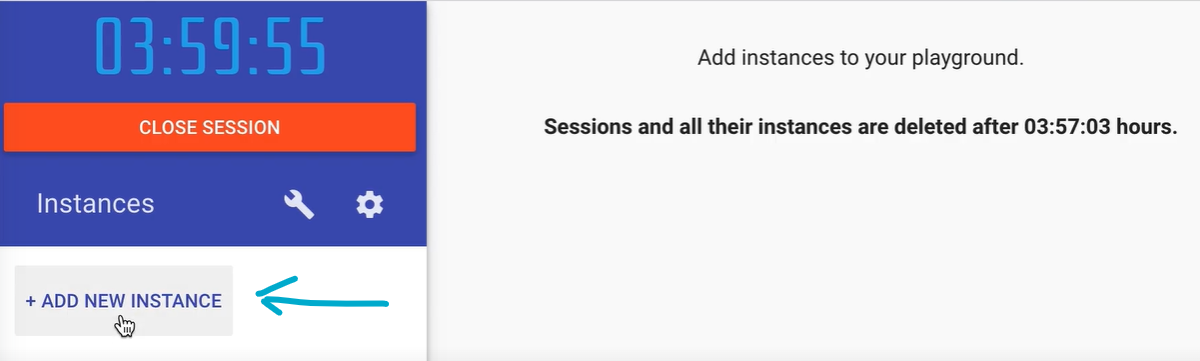 03:59:55
CLOSE SESSION
Instances
+ ADD NEW INSTANCE
Add instances to your playground.
Sessions and all their instances are deleted after 03:57:03 hours.